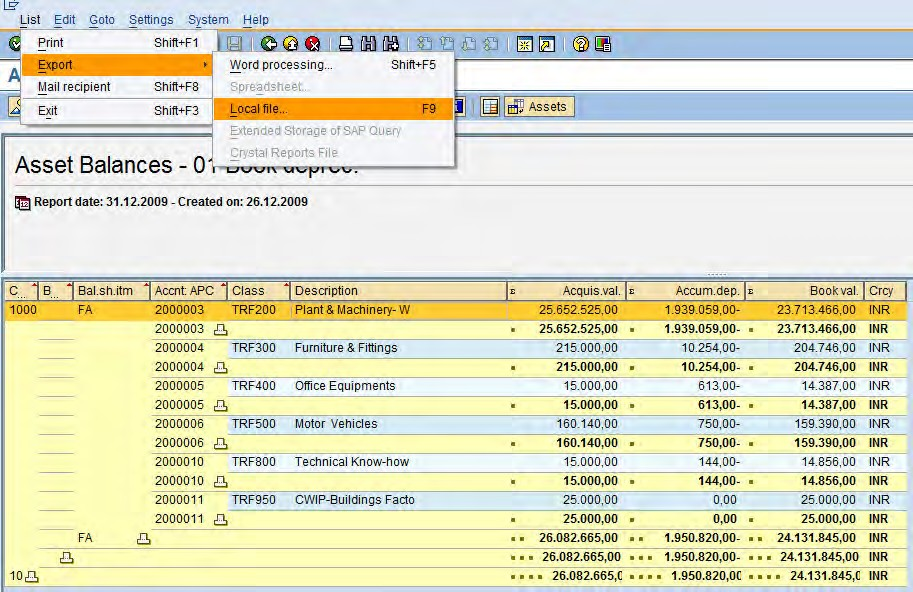 List Edit Goto Settings System Help
Print Shift+F1
Export
Mail recipient Shift+F8
Exit Shift+F3
Word processing... Shift+F5
Spreadsheet...
Local file... F9
Extended Storage of SAP Query
Crystal Reports File
Assets
Asset Balances - 01 Book deprec.
Report date: 31.12.2009 - Created on: 26.12.2009
C... B... Bal.sh.itm Accnt: APC Class Description Acquis.val. Accum.dep. Book val. Crcy
1000 FA 2000003 TRF200 Plant & Machinery- W 25.652.525,00 1.939.059,00- 23.713.466,00 INR
2000003 25.652.525,00 1.939.059,00- 23.713.466,00 INR
2000004 TRF300 Furniture & Fittings 215.000,00 10.254,00- 204.746,00 INR
2000004 215.000,00 10.254,00- 204.746,00 INR
2000005 TRF400 Office Equipments 15.000,00 613,00- 14.387,00 INR
2000005 15.000,00 613,00- 14.387,00 INR
2000006 TRF500 Motor Vehicles 160.140,00 750,00- 159.390,00 INR
2000006 160.140,00 750,00- 159.390,00 INR
2000010 TRF800 Technical Know-how 15.000,00 144,00- 14.856,00 INR
2000010 15.000,00 144,00- 14.856,00 INR
2000011 TRF950 CWIP-Buildings Facto 25.000,00 0,00 25.000,00 INR
2000011 25.000,00 0,00 25.000,00 INR
FA 26.082.665,00 1.950.820,00- 24.131.845,00 INR
26.082.665,00 1.950.820,00- 24.131.845,00 INR
10 26.082.665,0 1.950.820,00 24.131.845,0 INR